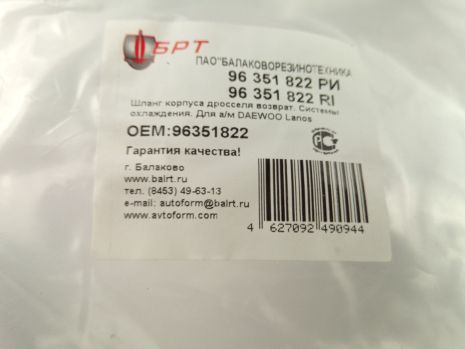 БРТ
ПАО"БАЛАКОВОРЕЗИНОТЕХНИКА
96 351 822 РИ
96 351 822 RI
Шланг корпуса дросселя возврат. Системы
охлаждения. Для а/м DAEWOO Lanos
OEM:96351822
Гарантия качества!
г. Балаково
www.balrt.ru
тел. (8453) 49-63-13
e-mail: autoform@balrt.ru
www.avtoform.com
4 627092 490944